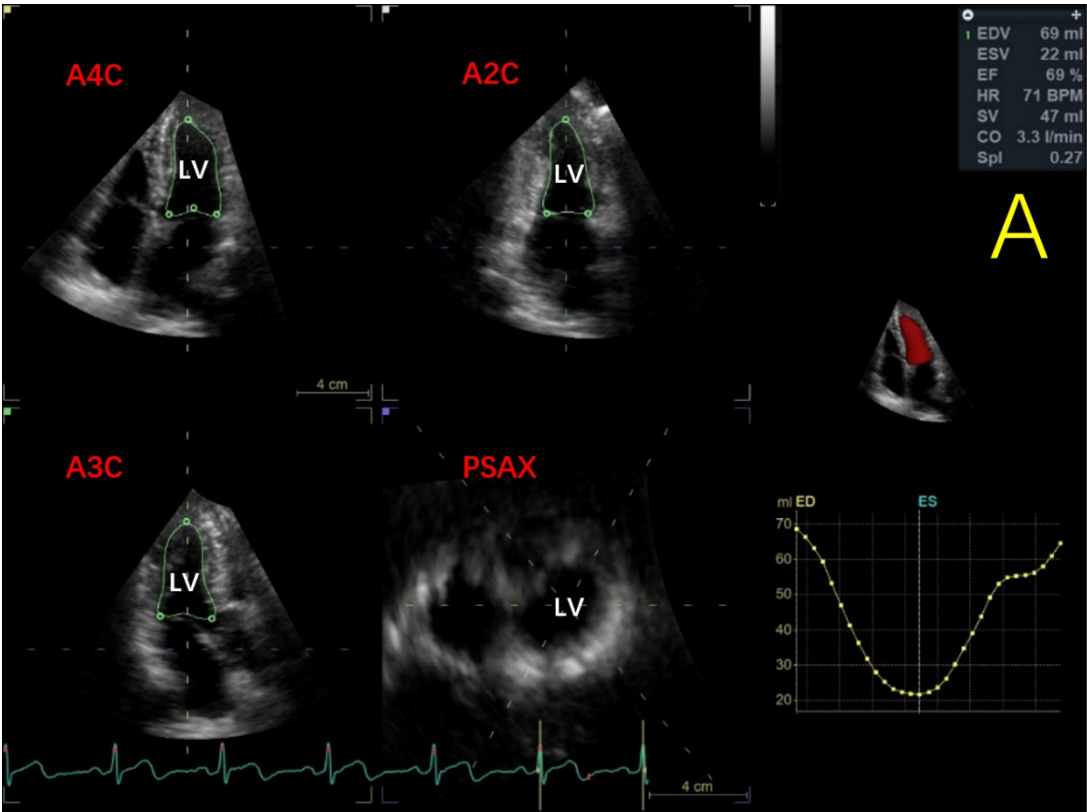 A4C
LV
4 cm
A2C
LV
1 EDV 69 ml
ESV 22 ml
EF 69 %
HR 71 BPM
SV 47 ml
CO 3.3 l/min
SpI 0.27
A
A3C
LV
PSAX
LV
4 cm
ml ED ES
70
60
50
40
30
20